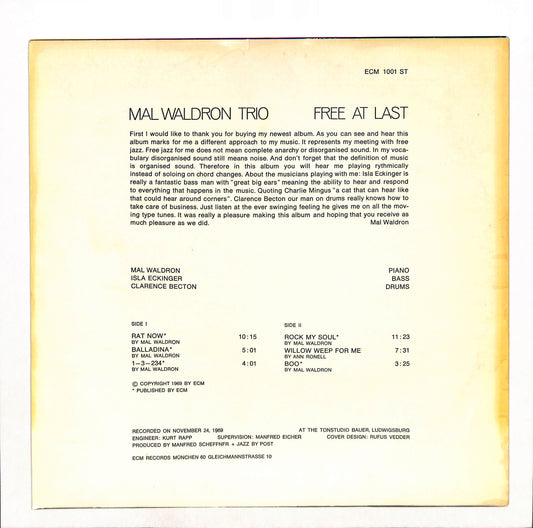 ECM 1001 ST
MAL WALDRON TRIO FREE AT LAST
First I would like to thank you for buying my newest album. As you can see and hear this
album marks for me a different approach to my music. It represents my meeting with free
jazz. Free jazz for me does not mean complete anarchy or disorganised sound. In my voca-
bulary disorganised sound still means noise. And don't forget that the definition of music
is organised sound. Therefore in this album you will hear me playing rythmically
instead of soloing on chord changes. About the musicians playing with me: Isla Eckinger is
really a fantastic bass man with "great big ears" meaning the ability to hear and respond
to everything that happens in the music. Quoting Charlie Mingus "a cat that can hear like
that could hear around corners". Clarence Becton our man on drums really knows how to
take care of business. Just listen at the ever swinging feeling he gives me on all the mov-
ing type tunes. It was really a pleasure making this album and hoping that you receive as
much pleasure as we did. Mal Waldron
MAL WALDRON PIANO
ISLA ECKINGER BASS
CLARENCE BECTON DRUMS
SIDE I
RAT NOW* 10:15
BY MAL WALDRON
BALLADINA* 5:01
BY MAL WALDRON
1–3–234* 4:01
BY MAL WALDRON
SIDE II
ROCK MY SOUL* 11:23
BY MAL WALDRON
WILLOW WEEP FOR ME 7:31
BY ANN RONELL
BOO* 3:25
BY MAL WALDRON
© COPYRIGHT 1969 BY ECM
* PUBLISHED BY ECM
RECORDED ON NOVEMBER 24, 1969 AT THE TONSTUDIO BAUER, LUDWIGSBURG
ENGINEER: KURT RAPP SUPERVISION: MANFRED EICHER COVER DESIGN: RUFUS VEDDER
PRODUCED BY MANFRED SCHEFFNFR + JAZZ BY POST
ECM RECORDS MÜNCHEN 60 GLEICHMANNSTRASSE 10